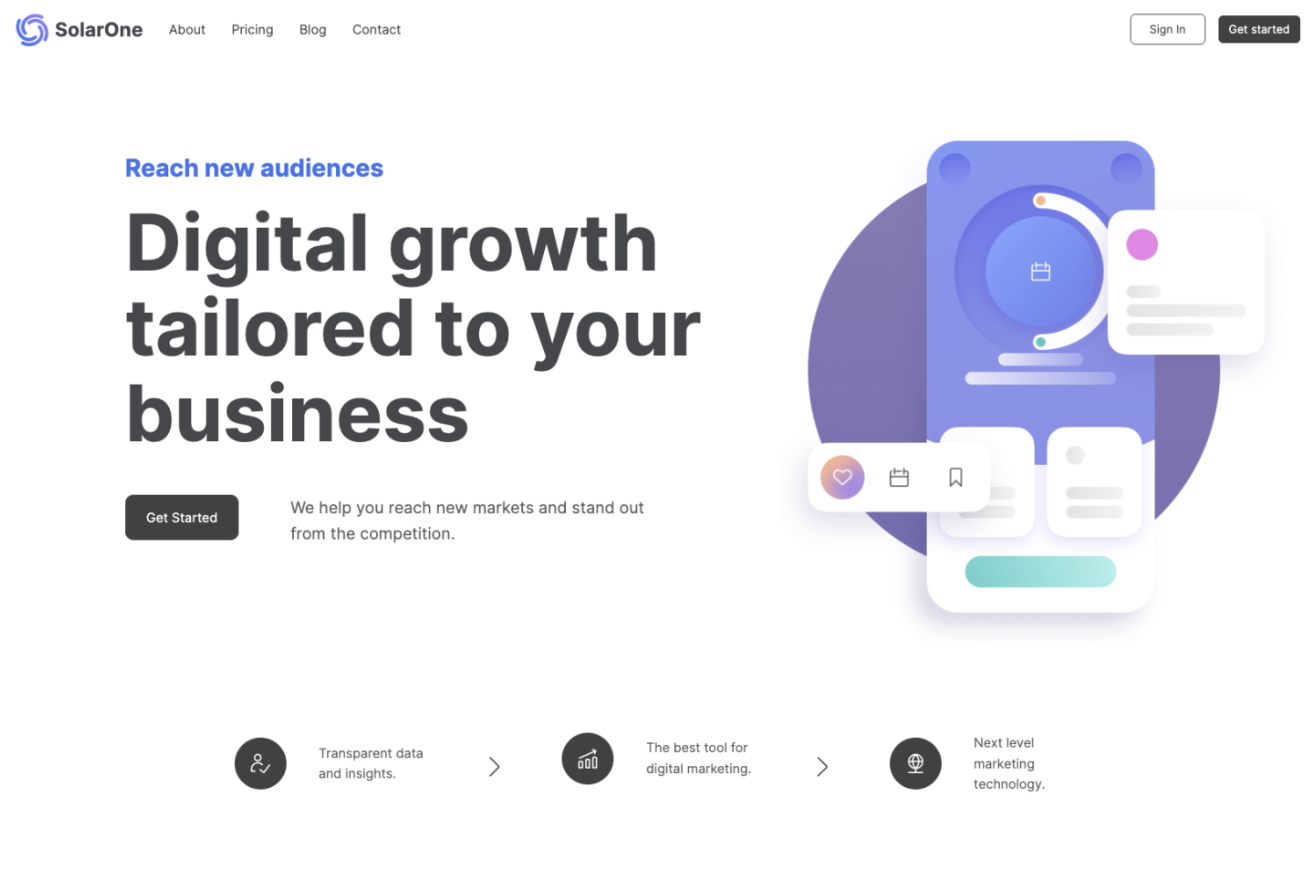 SolarOne
About
Pricing
Blog
Contact
Sign In
Get started
Reach new audiences
Digital growth
tailored to your
business
Get Started
We help you reach new markets and stand out
from the competition.
Transparent data
and insights.
The best tool for
digital marketing.
Next level
marketing
technology.